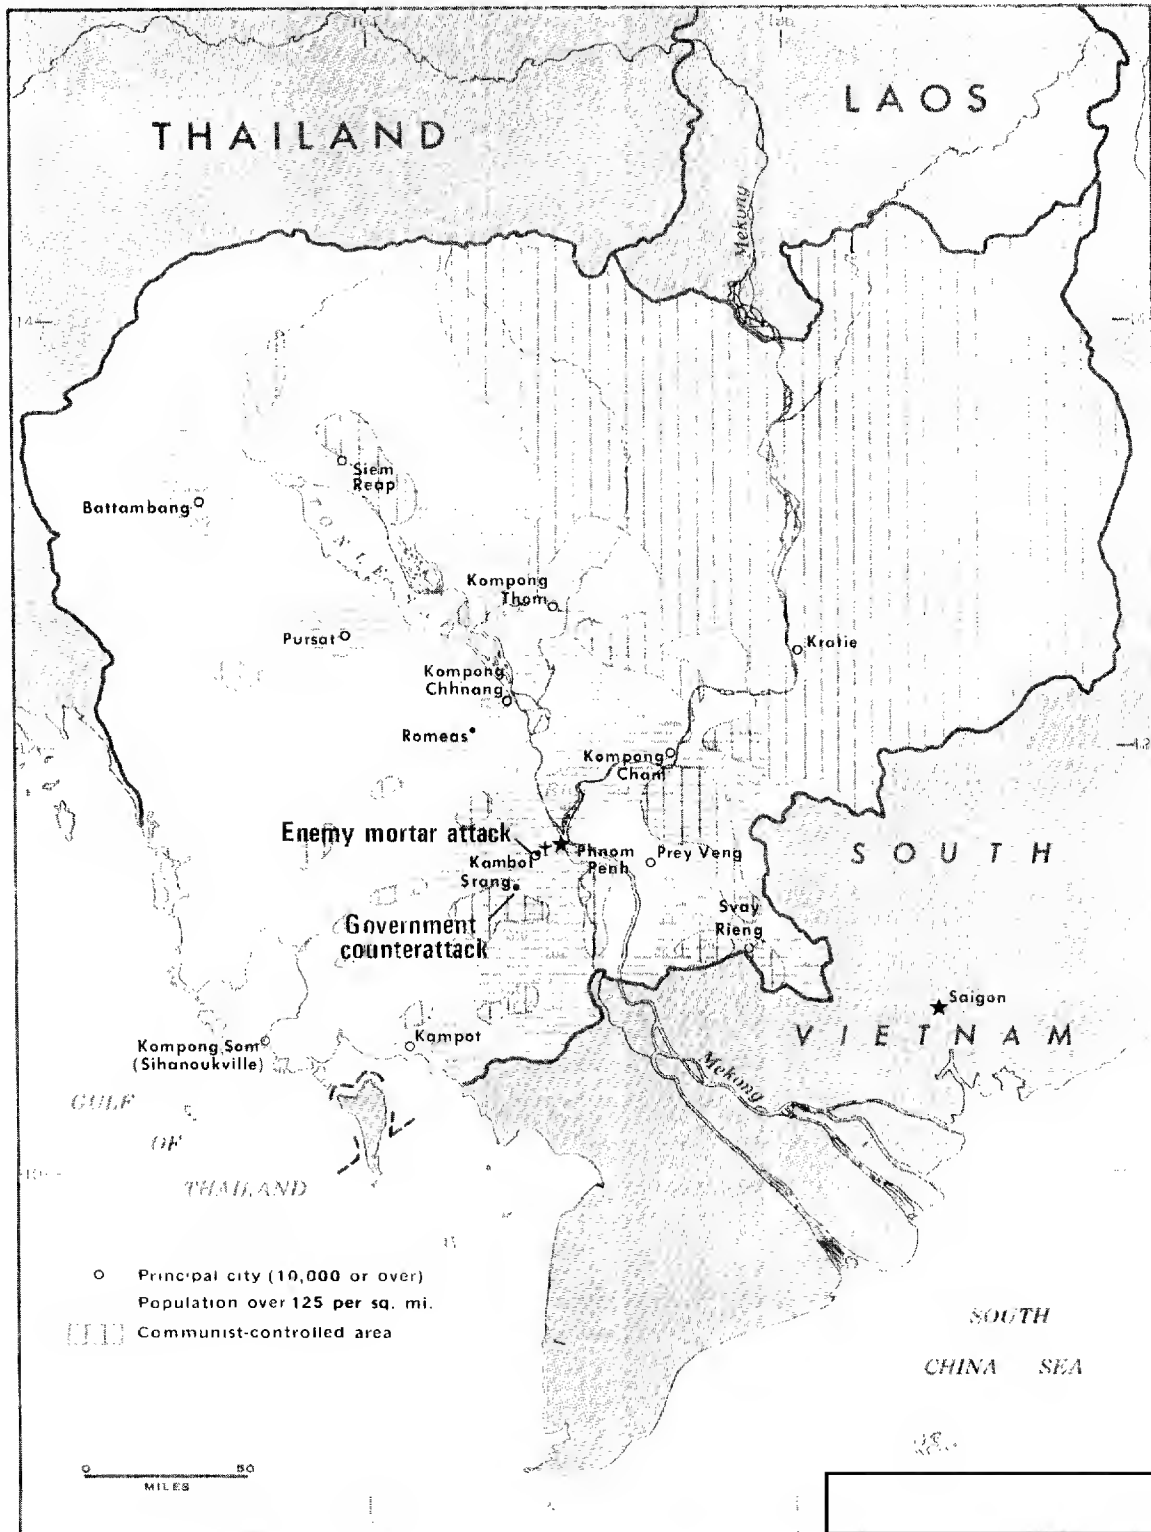 THAILAND
LAOS
Mekong
14
Siem
Reap
Battambang
TONLE
Kompong
Thom
Pursat
Kratie
Kompong
Chhnang
Romeas
12
Kompong
Cham
Enemy mortar attack
Kambol
Phnom
Penh
Prey Veng
Srang
SOUTH
Svay
Rieng
Government
counterattack
Saigon
VIETNAM
Kompong Som
(Sihanoukville)
Kampot
Mekong
GULF
OF
THAILAND
Principal city (10,000 or over)
Population over 125 per sq. mi.
Communist-controlled area
SOUTH
CHINA SEA
0 50
MILES